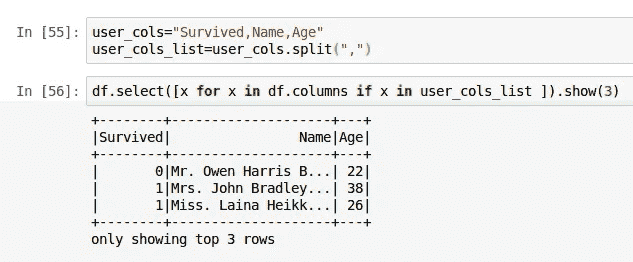 In [55]: user_cols="Survived,Name,Age"
user_cols_list=user_cols.split(",")
In [56]: df.select([x for x in df.columns if x in user_cols_list ]).show(3)
+--------+--------------------+---+
|Survived|                Name|Age|
+--------+--------------------+---+
|       0|Mr. Owen Harris B...| 22|
|       1|Mrs. John Bradley...| 38|
|       1|Miss. Laina Heikk...| 26|
+--------+--------------------+---+
only showing top 3 rows